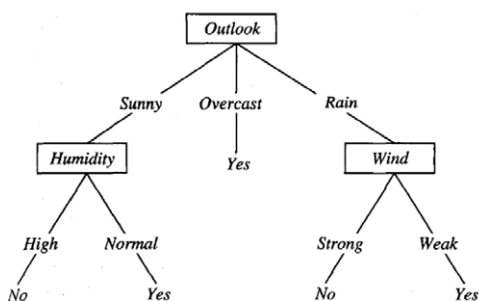 Outlook
Sunny Overcast Rain
Humidity Yes Wind
High Normal Strong Weak
No Yes No Yes